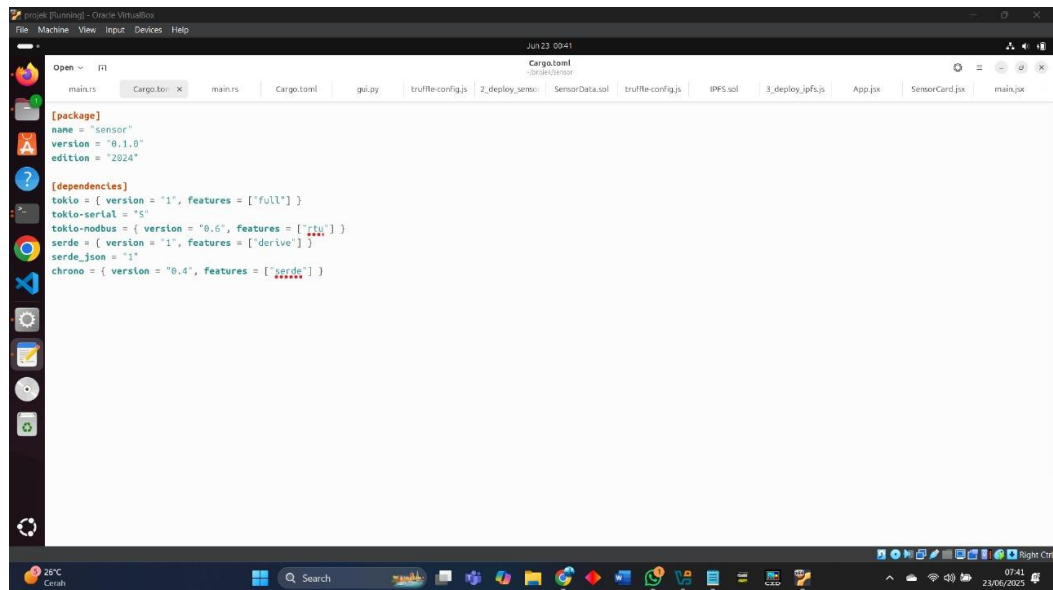 projek [Running] - Oracle VirtualBox
File Machine View Input Devices Help
Jun 23 00:41
Open
Cargo.toml
~/projek/sensor
main.rs Cargo.ton × main.rs Cargo.toml gui.py truffle-config.js 2_deploy_senso SensorData.sol truffle-config.js IPFS.sol 3_deploy_ipfs.js App.jsx SensorCard.jsx main.jsx
[package]
name = "sensor"
version = "0.1.0"
edition = "2024"
[dependencies]
tokio = { version = "1", features = ["full"] }
tokio-serial = "5"
tokio-modbus = { version = "0.6", features = ["rtu"] }
serde = { version = "1", features = ["derive"] }
serde_json = "1"
chrono = { version = "0.4", features = ["serde"] }
Right Ctrl
26°C
Cerah
Search
07:41
23/06/2025